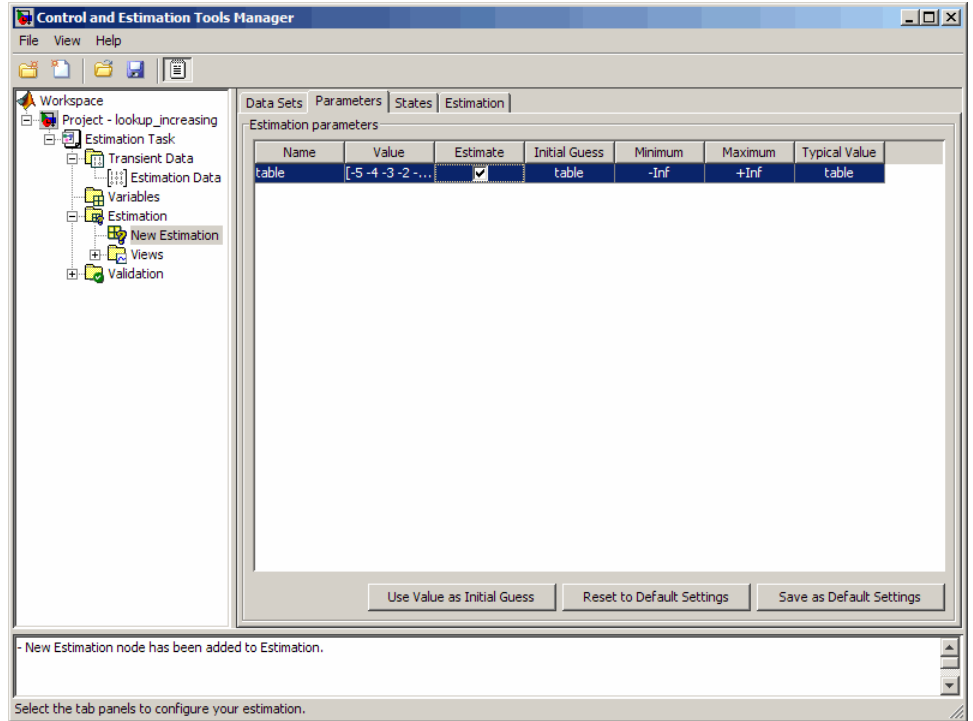 Control and Estimation Tools Manager
File View Help
Workspace
Project - lookup_increasing
Estimation Task
Transient Data
Estimation Data
Variables
Estimation
New Estimation
Views
Validation
Data Sets Parameters States Estimation
Estimation parameters
Name Value Estimate Initial Guess Minimum Maximum Typical Value
table [-5 -4 -3 -2 -... table -Inf +Inf table
Use Value as Initial Guess Reset to Default Settings Save as Default Settings
- New Estimation node has been added to Estimation.
Select the tab panels to configure your estimation.